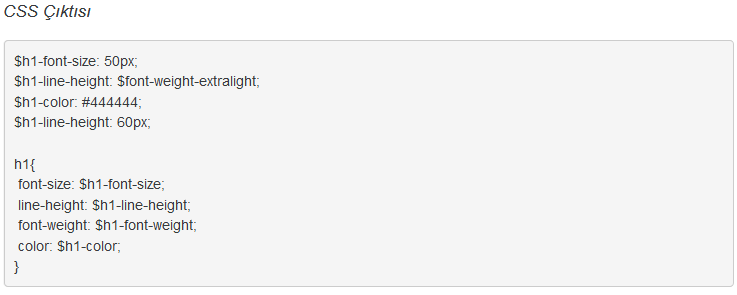 CSS Çıktısı
$h1-font-size: 50px;
$h1-line-height: $font-weight-extralight;
$h1-color: #444444;
$h1-line-height: 60px;
h1{
font-size: $h1-font-size;
line-height: $h1-line-height;
font-weight: $h1-font-weight;
color: $h1-color;
}